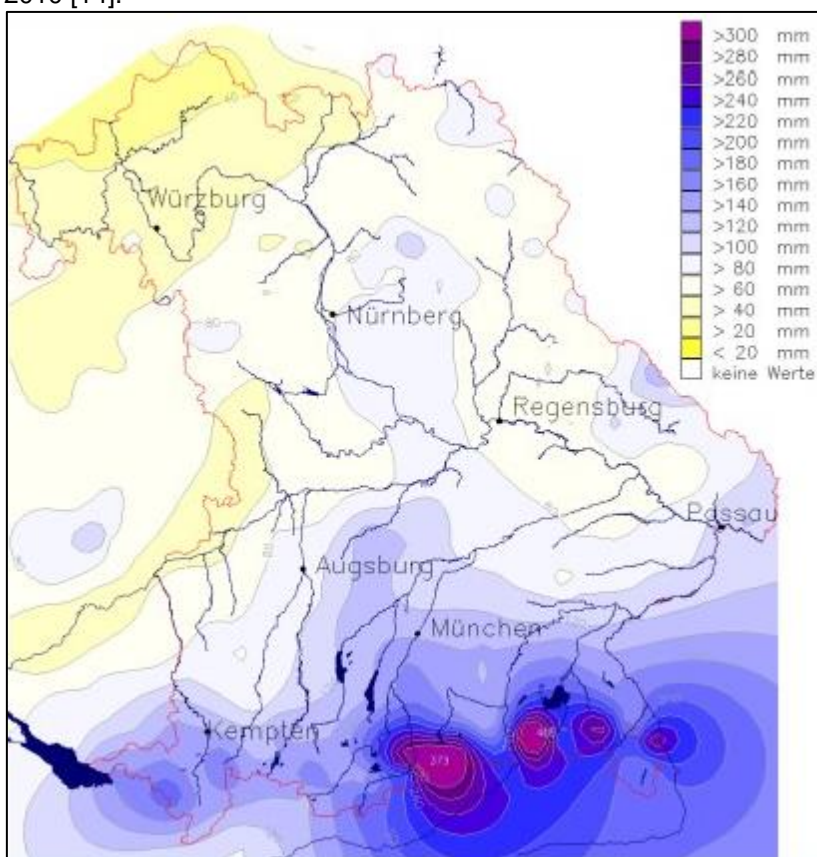 2010 [14].
>300 mm
>280 mm
>260 mm
>240 mm
>220 mm
>200 mm
>180 mm
>160 mm
>140 mm
>120 mm
>100 mm
> 80 mm
> 60 mm
> 40 mm
> 20 mm
< 20 mm
keine Werte
Würzburg
Nürnberg
Regensburg
Passau
Augsburg
München
Kempten
373